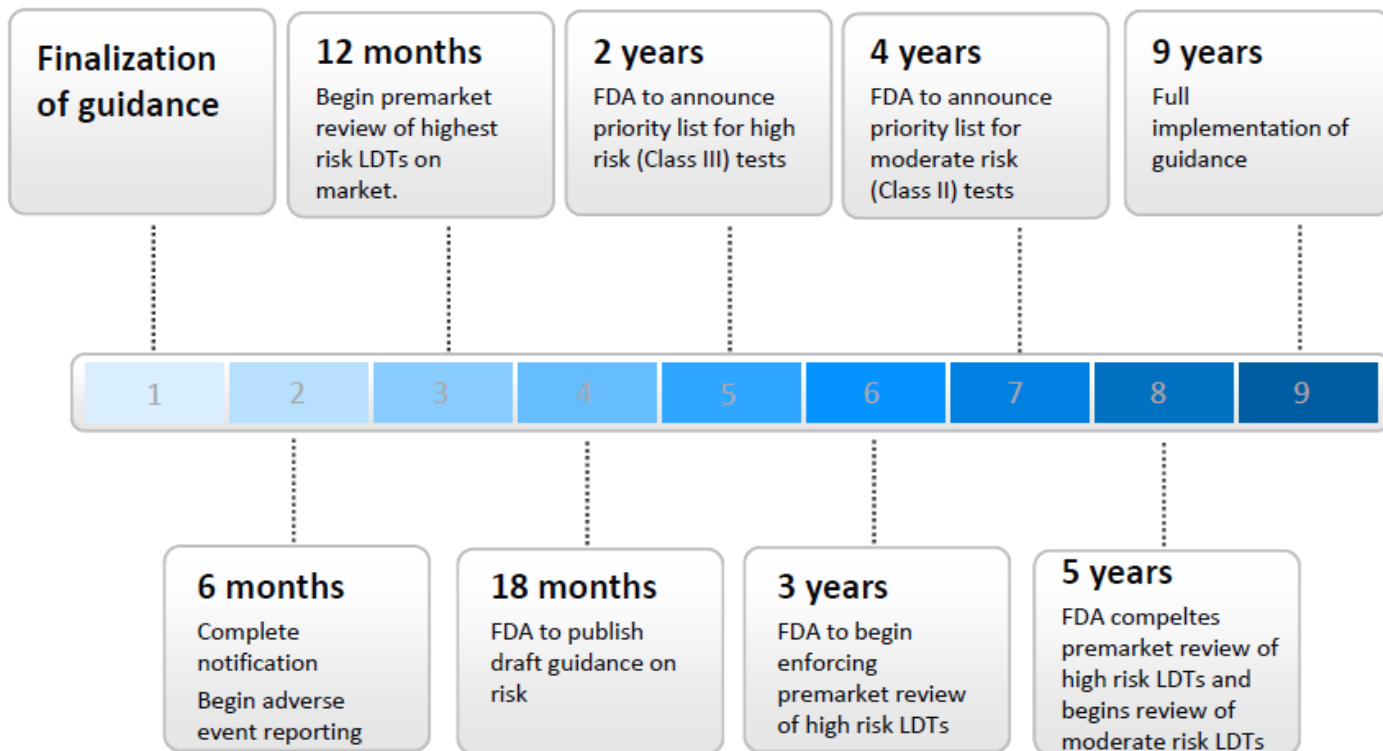 Finalization
of guidance
12 months
Begin premarket
review of highest
risk LDTs on
market.
2 years
FDA to announce
priority list for high
risk (Class III) tests
4 years
FDA to announce
priority list for
moderate risk
(Class II) tests
9 years
Full
implementation of
guidance
1 2 3 4 5 6 7 8 9
6 months
Complete
notification
Begin adverse
event reporting
18 months
FDA to publish
draft guidance on
risk
3 years
FDA to begin
enforcing
premarket review
of high risk LDTs
5 years
FDA compeltes
premarket review of
high risk LDTs and
begins review of
moderate risk LDTs